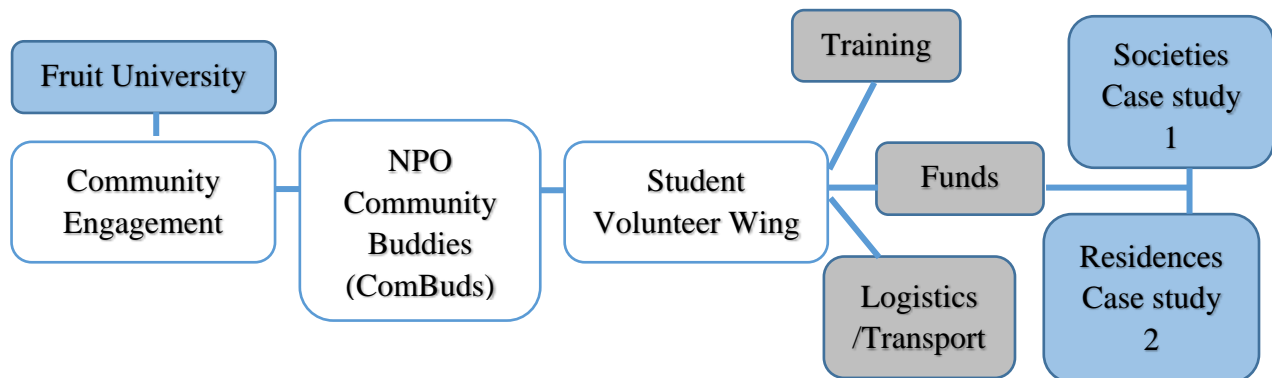 Fruit University
Community
Engagement
NPO
Community
Buddies
(ComBuds)
Student
Volunteer Wing
Training
Funds
Logistics
/Transport
Societies
Case study
1
Residences
Case study
2